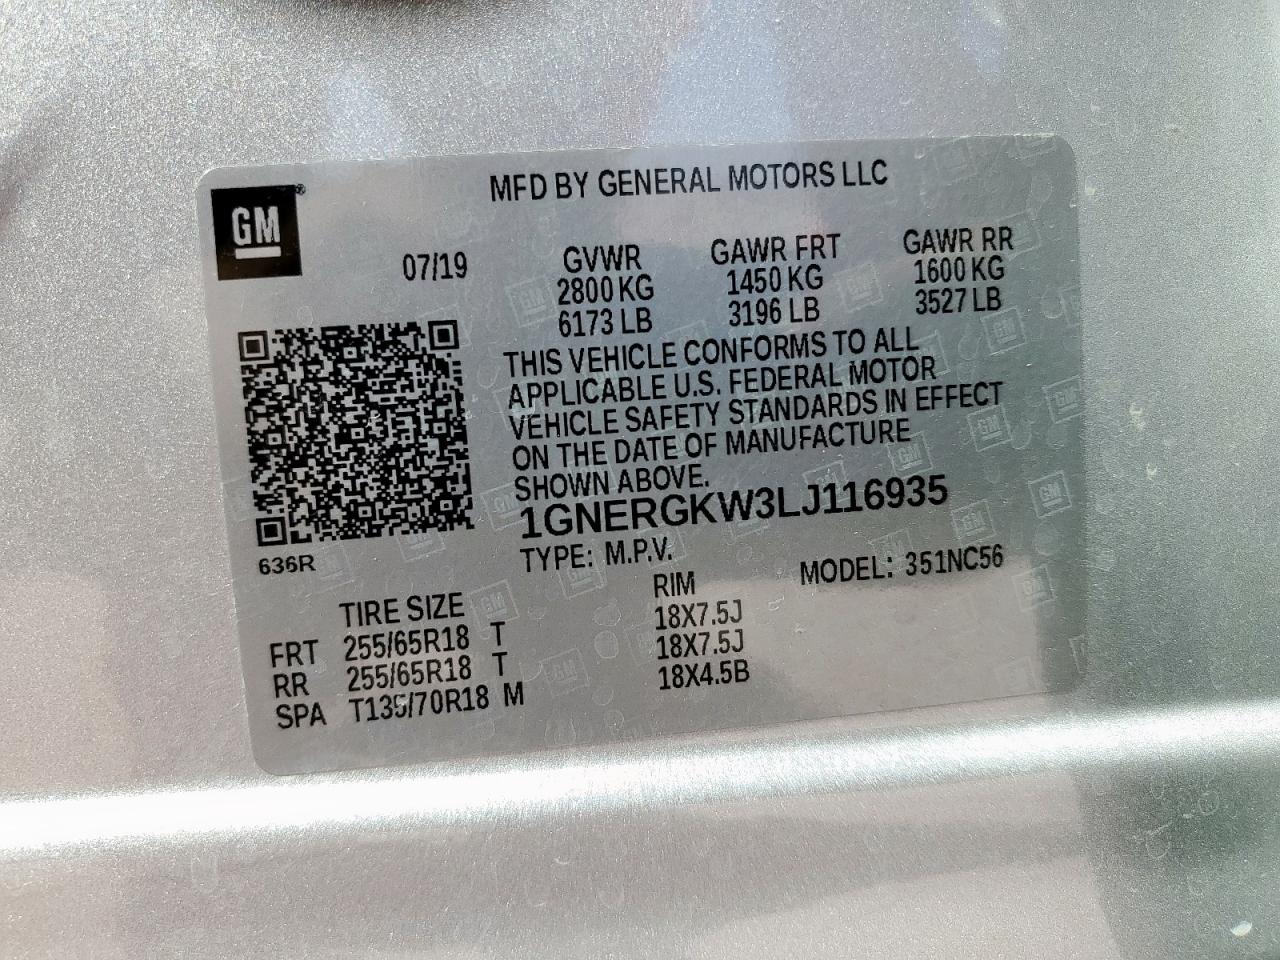 MFD BY GENERAL MOTORS LLC
GM
07/19 GVWR GAWR FRT GAWR RR
2800 KG 1450 KG 1600 KG
6173 LB 3196 LB 3527 LB
THIS VEHICLE CONFORMS TO ALL
APPLICABLE U.S. FEDERAL MOTOR
VEHICLE SAFETY STANDARDS IN EFFECT
ON THE DATE OF MANUFACTURE
SHOWN ABOVE.
1GNERGKW3LJ116935
636R
TYPE: M.P.V. MODEL: 351NC56
TIRE SIZE RIM
FRT 255/65R18 T 18X7.5J
RR 255/65R18 T 18X7.5J
SPA T135/70R18 M 18X4.5B